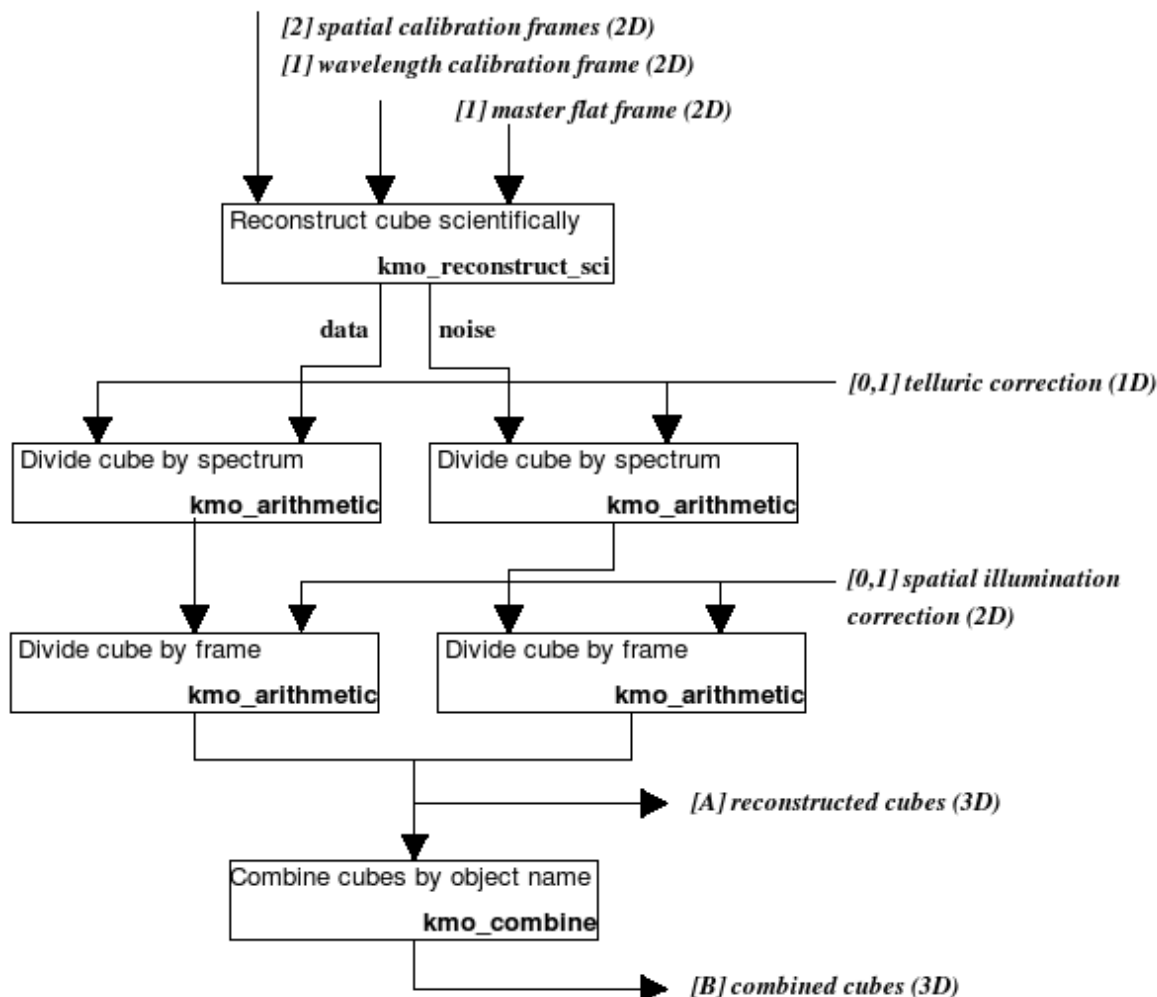 [2] spatial calibration frames (2D)
[1] wavelength calibration frame (2D)
[1] master flat frame (2D)
Reconstruct cube scientifically
kmo_reconstruct_sci
data
noise
[0,1] telluric correction (1D)
Divide cube by spectrum
kmo_arithmetic
Divide cube by spectrum
kmo_arithmetic
[0,1] spatial illumination
correction (2D)
Divide cube by frame
kmo_arithmetic
Divide cube by frame
kmo_arithmetic
[A] reconstructed cubes (3D)
Combine cubes by object name
kmo_combine
[B] combined cubes (3D)